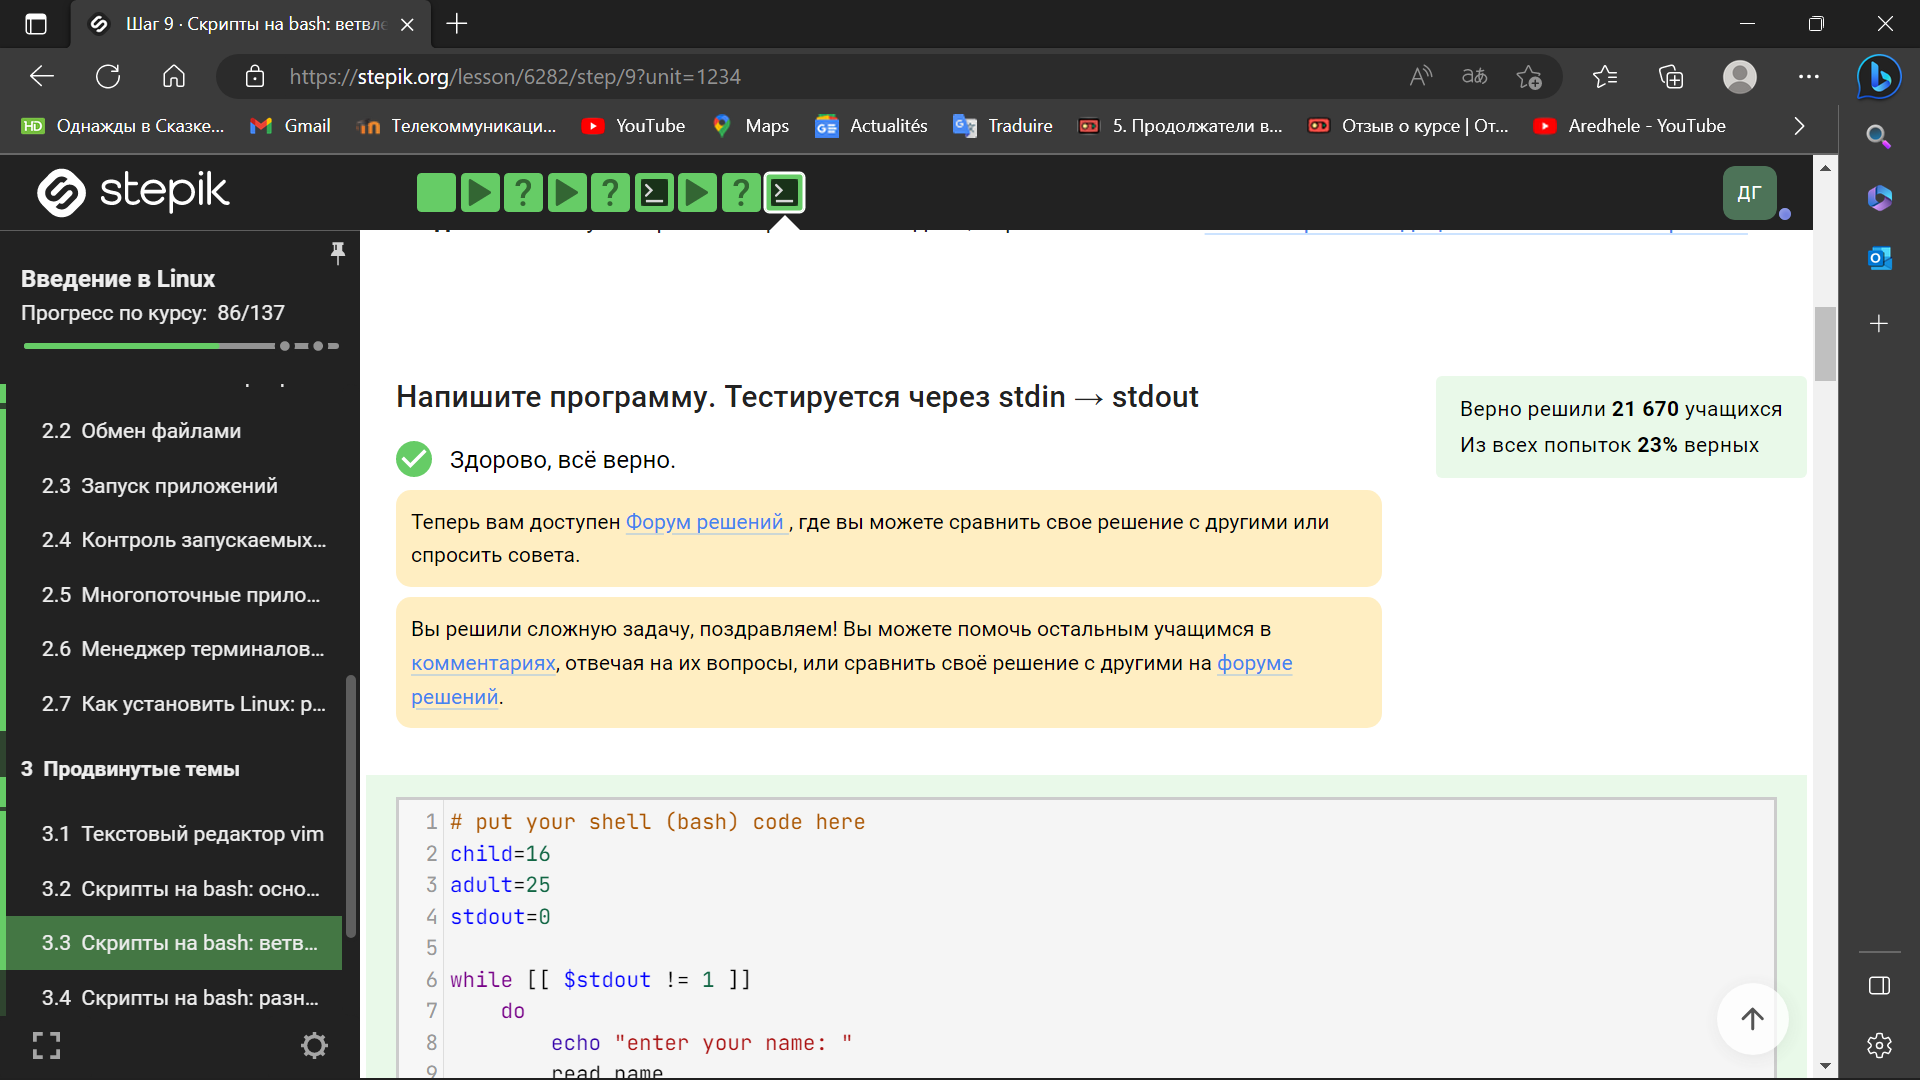 Шаг 9 · Скрипты на bash: ветвле
https://stepik.org/lesson/6282/step/9?unit=1234
Однажды в Сказке...
Gmail
Телекоммуникаци...
YouTube
Maps
Actualités
Traduire
5. Продолжатели в...
Отзыв о курсе | От...
Aredhele - YouTube
stepik
ДГ
Введение в Linux
Прогресс по курсу: 86/137
2.2 Обмен файлами
2.3 Запуск приложений
2.4 Контроль запускаемых...
2.5 Многопоточные прило...
2.6 Менеджер терминалов...
2.7 Как установить Linux: р...
3 Продвинутые темы
3.1 Текстовый редактор vim
3.2 Скрипты на bash: осно...
3.3 Скрипты на bash: ветв...
3.4 Скрипты на bash: разн...
Напишите программу. Тестируется через stdin → stdout
Здорово, всё верно.
Теперь вам доступен Форум решений , где вы можете сравнить свое решение с другими или
спросить совета.
Вы решили сложную задачу, поздравляем! Вы можете помочь остальным учащимся в
комментариях, отвечая на их вопросы, или сравнить своё решение с другими на форуме
решений.
Верно решили 21 670 учащихся
Из всех попыток 23% верных
1 # put your shell (bash) code here
2 child=16
3 adult=25
4 stdout=0
5
6 while [[ $stdout != 1 ]]
7 do
8 echo "enter your name: "
9 read name